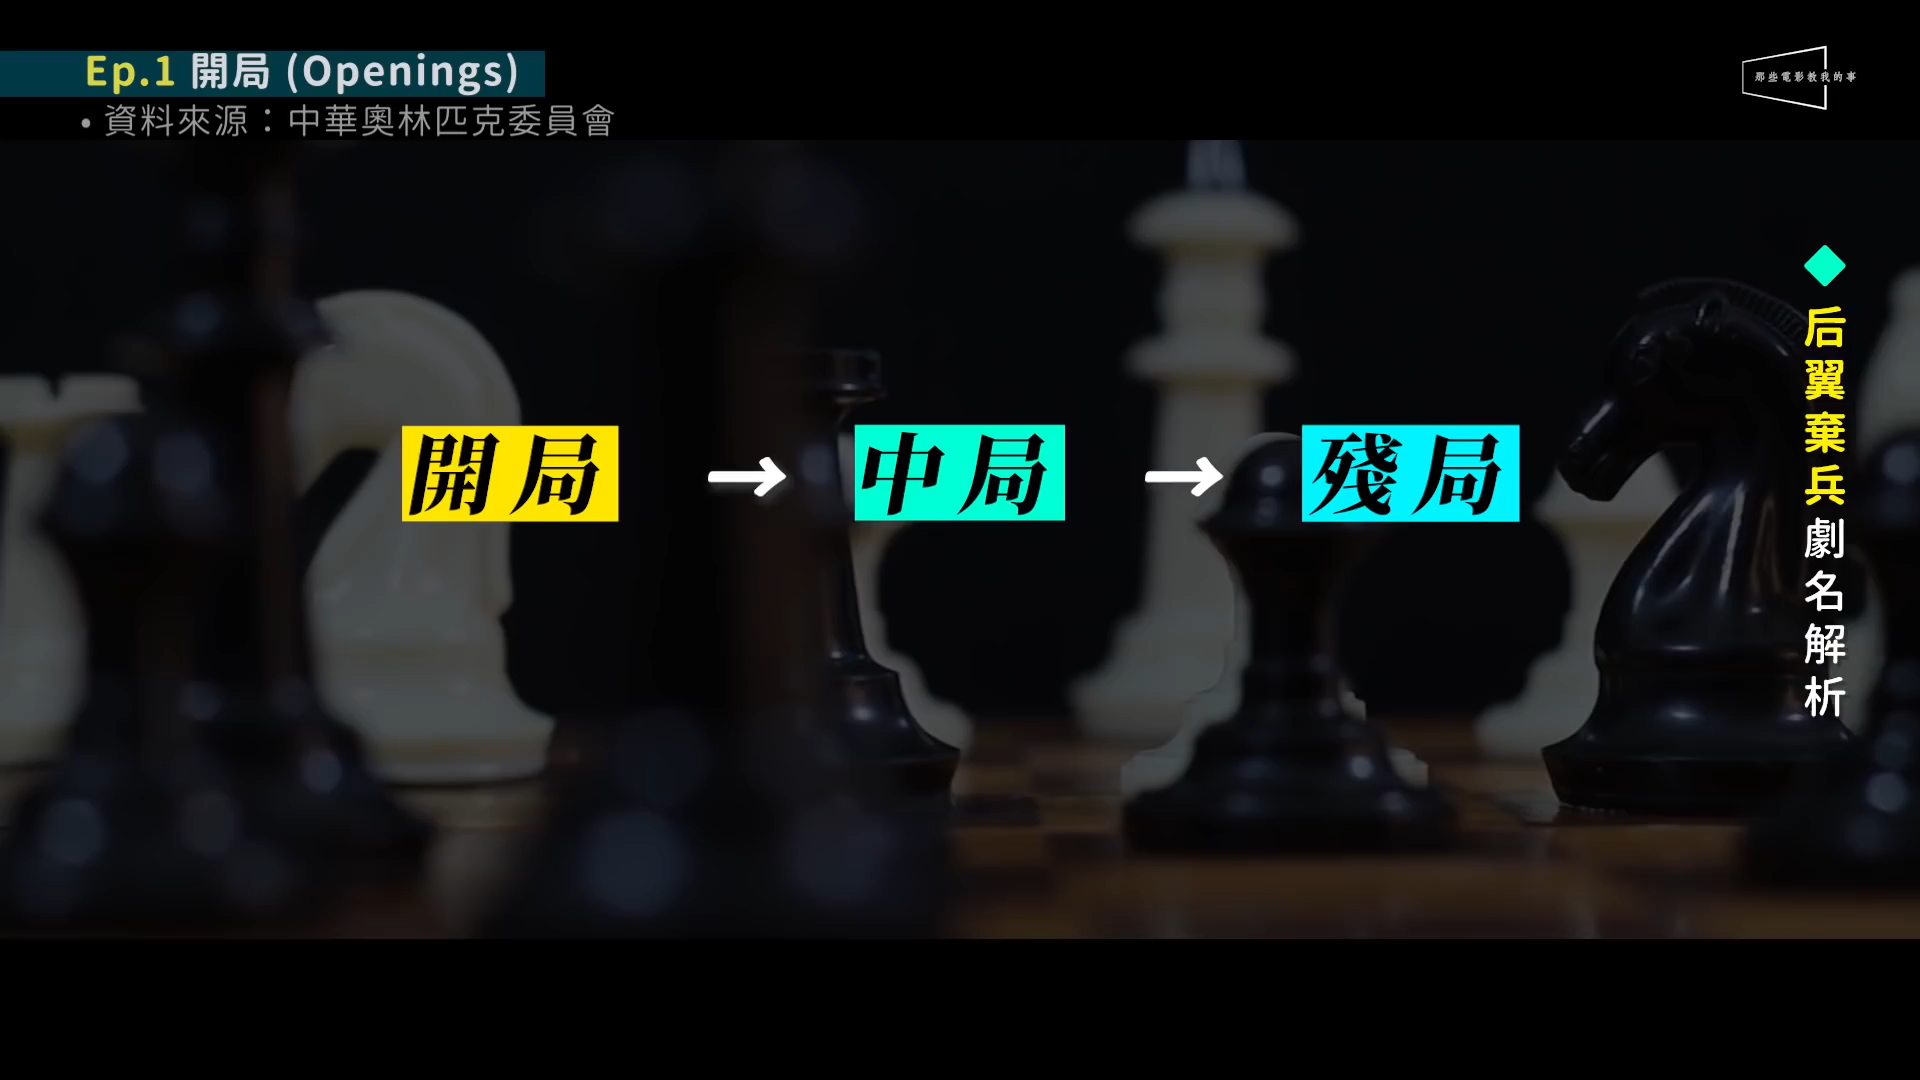 Ep.1 開局 (Openings)
• 資料來源：中華奧林匹克委員會
那些電影教我的事
開局 → 中局 → 殘局
后翼棄兵劇名解析